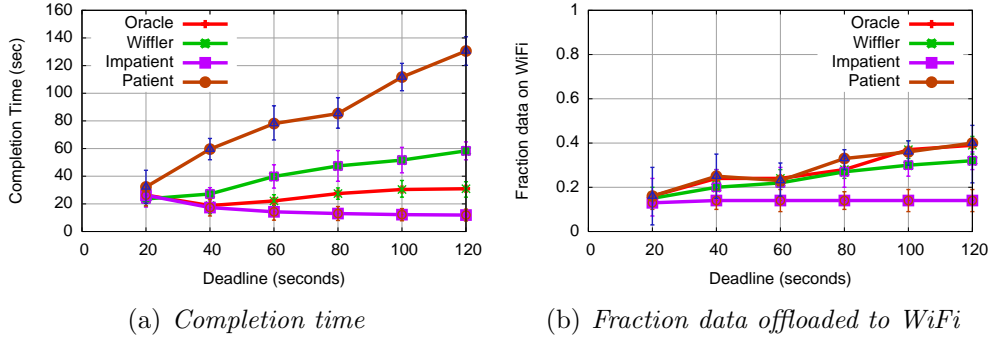 160
140
120
100
80
60
40
20
0
0 20 40 60 80 100 120
Completion Time (sec)
Deadline (seconds)
Oracle
Wiffler
Impatient
Patient
(a) Completion time
1
0.8
0.6
0.4
0.2
0
0 20 40 60 80 100 120
Fraction data on WiFi
Deadline (seconds)
Oracle
Wiffler
Impatient
Patient
(b) Fraction data offloaded to WiFi